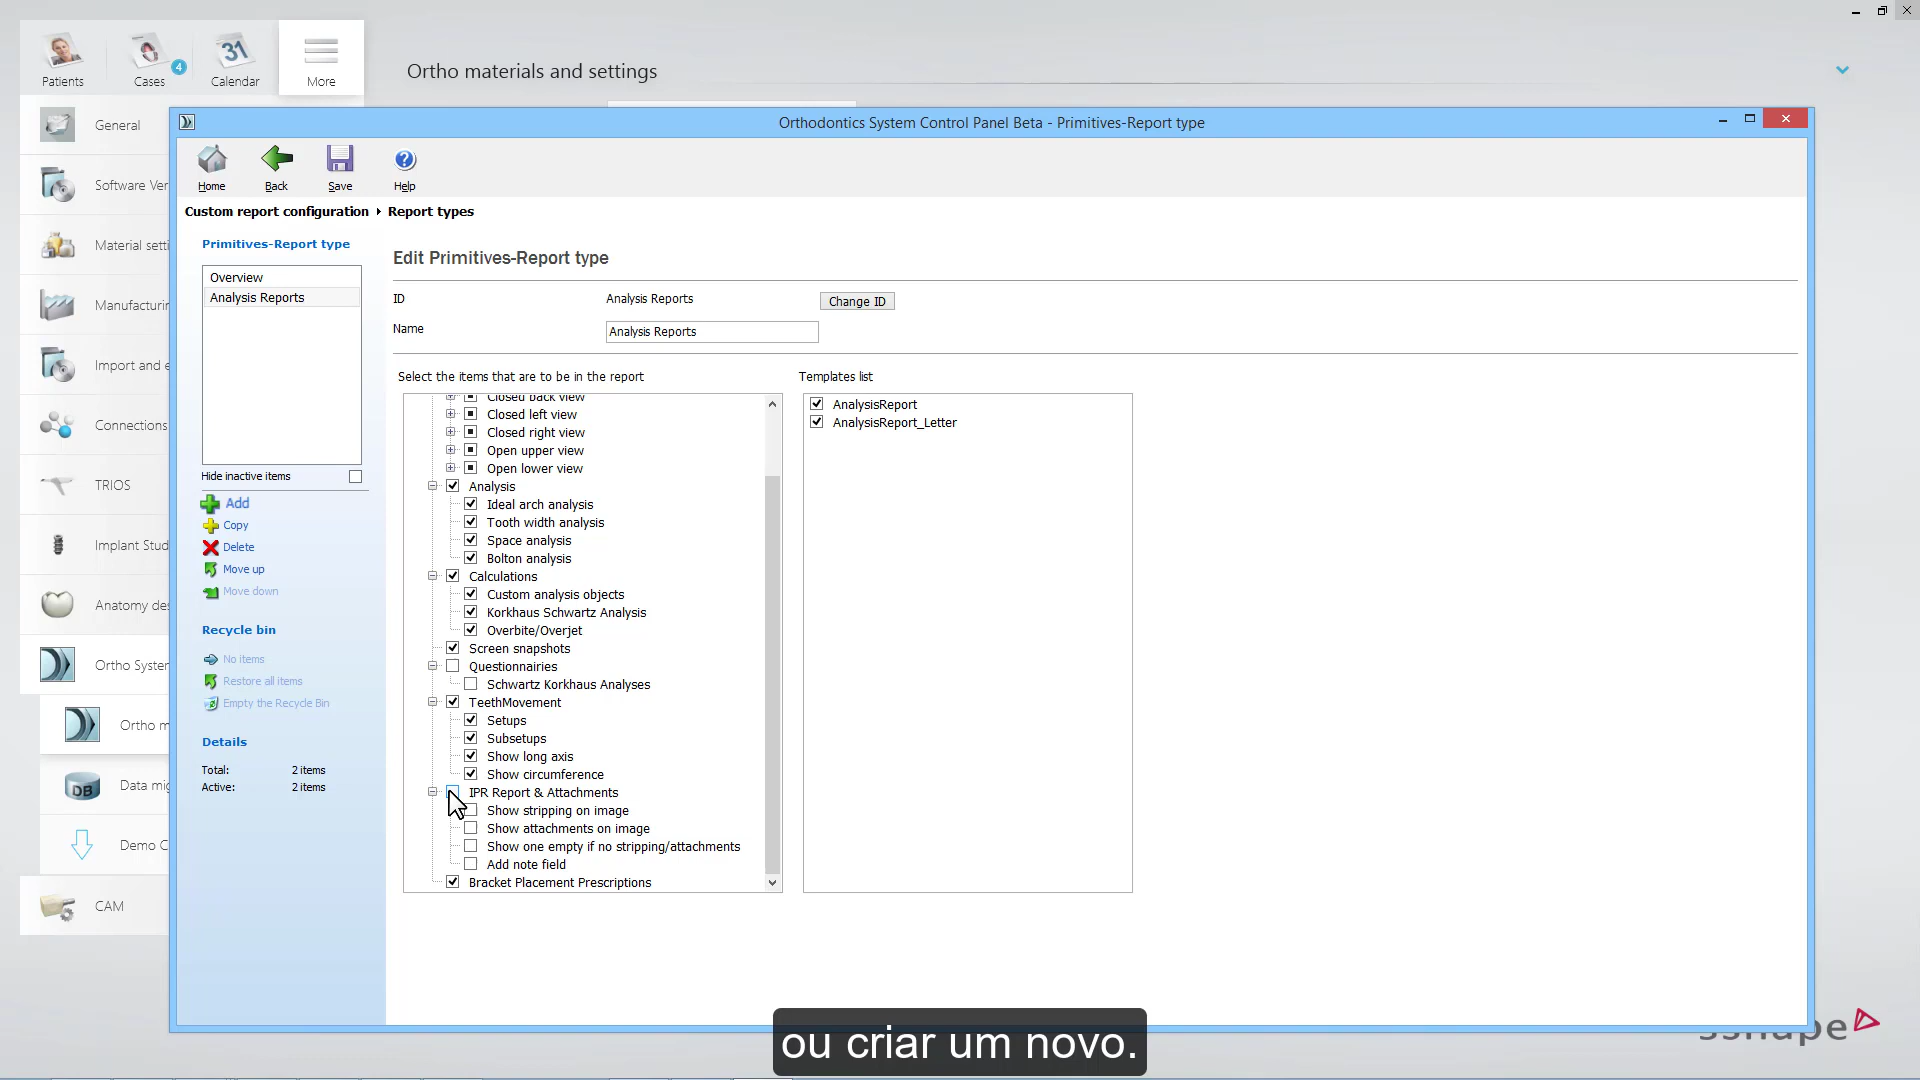 Patients
Cases
4
31
Calendar
More
Ortho materials and settings
General
Software Ver
Material setti
Manufacturin
Import and e
Connections
TRIOS
Implant Stud
Anatomy de
Ortho Syster
Ortho m
DB
Data mig
Demo C
CAM
Orthodontics System Control Panel Beta - Primitives-Report type
Home
Back
Save
Help
Custom report configuration
Report types
Primitives-Report type
Overview
Analysis Reports
Hide inactive items
Add
Copy
Delete
Move up
Move down
Recycle bin
No items
Restore all items
Empty the Recycle Bin
Details
Total: 2 items
Active: 2 items
Edit Primitives-Report type
ID Analysis Reports Change ID
Name Analysis Reports
Select the items that are to be in the report
Closed back view
Closed left view
Closed right view
Open upper view
Open lower view
Analysis
Ideal arch analysis
Tooth width analysis
Space analysis
Bolton analysis
Calculations
Custom analysis objects
Korkhaus Schwartz Analysis
Overbite/Overjet
Screen snapshots
Questionnairies
Schwartz Korkhaus Analyses
TeethMovement
Setups
Subsetups
Show long axis
Show circumference
IPR Report & Attachments
Show stripping on image
Show attachments on image
Show one empty if no stripping/attachments
Add note field
Bracket Placement Prescriptions
Templates list
AnalysisReport
AnalysisReport_Letter
3shape
ou criar um novo.